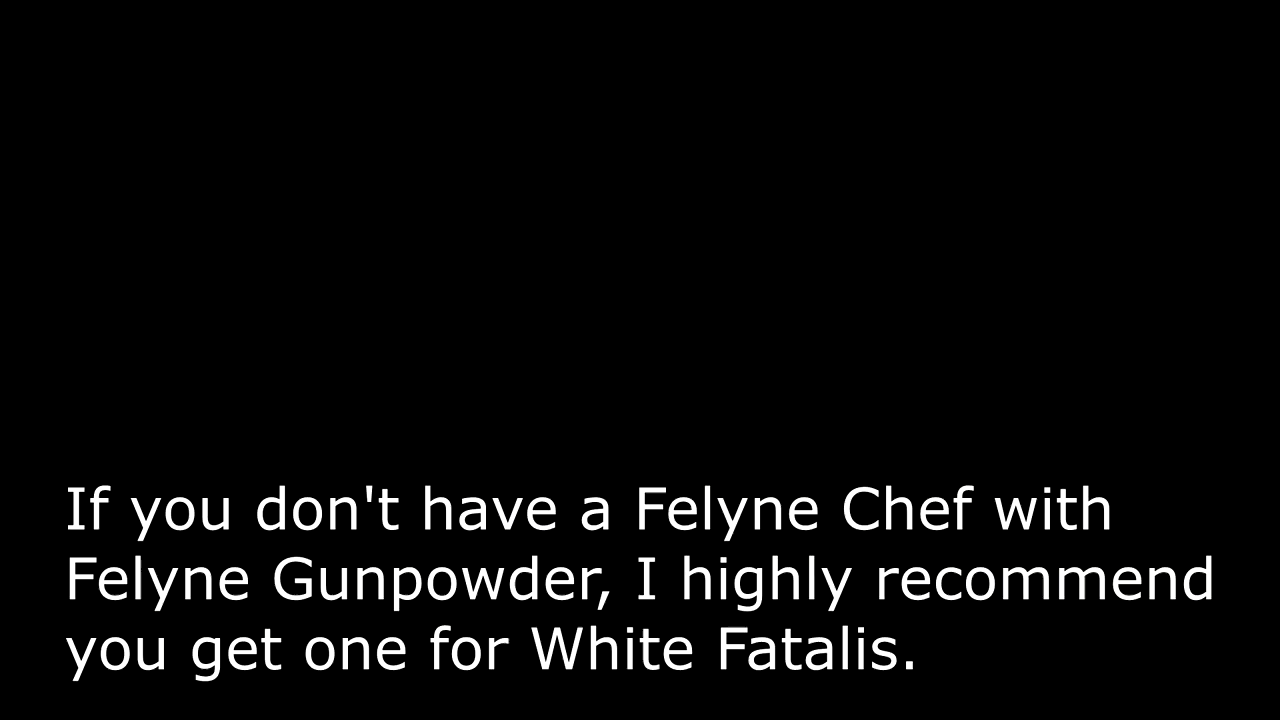 If you don't have a Felyne Chef with
Felyne Gunpowder, I highly recommend
you get one for White Fatalis.